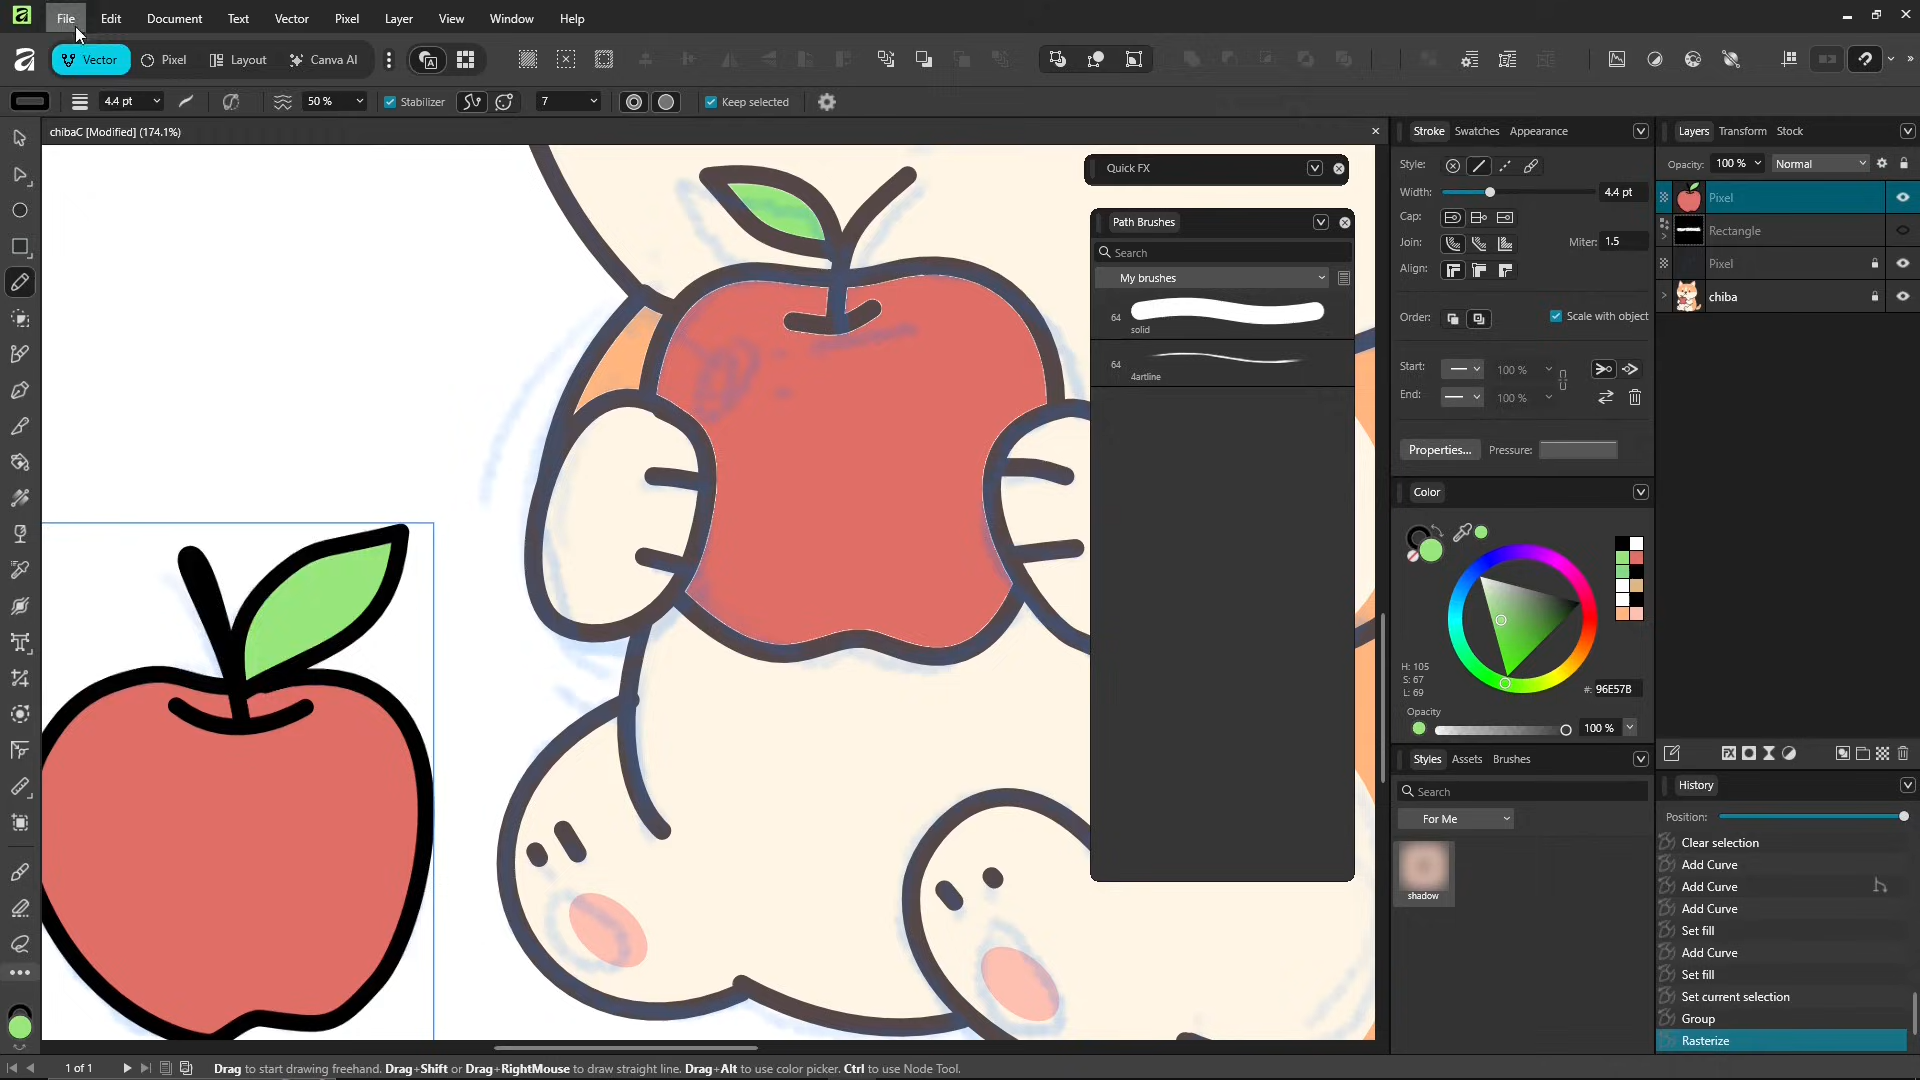 File Edit Document Text Vector Pixel Layer View Window Help
Vector Pixel Layout Canva AI
4.4 pt 50 % Stabilizer 7 Keep selected
chibaC [Modified] (174.1%)
Quick FX
Path Brushes
Search
My brushes
64
solid
64
4artline
Stroke Swatches Appearance
Style:
Width: 4.4 pt
Cap:
Join: Miter: 1.5
Align:
Order: Scale with object
Start: 100 %
End: 100 %
Properties... Pressure:
Color
H: 105
S: 67
L: 69
#: 96E57B
Opacity
100 %
Styles Assets Brushes
Search
For Me
shadow
Layers Transform Stock
Opacity: 100 % Normal
Pixel
Rectangle
Pixel
chiba
History
Position:
Clear selection
Add Curve
Add Curve
Add Curve
Set fill
Add Curve
Set fill
Set current selection
Group
Rasterize
1 of 1 Drag to start drawing freehand. Drag+Shift or Drag+RightMouse to draw straight line. Drag+Alt to use color picker. Ctrl to use Node Tool.